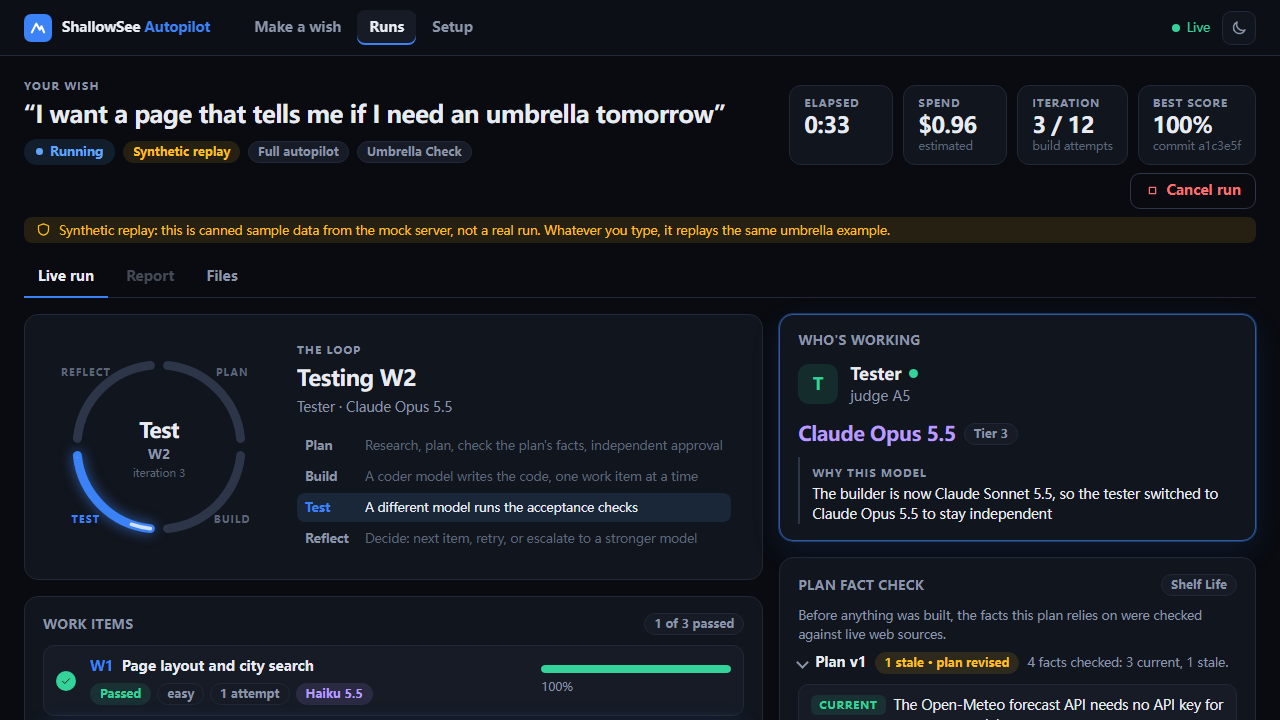 ShallowSee Autopilot Make a wish Runs Setup Live
YOUR WISH
“I want a page that tells me if I need an umbrella tomorrow”
Running Synthetic replay Full autopilot Umbrella Check
ELAPSED
0:33
SPEND
$0.96
estimated
ITERATION
3 / 12
build attempts
BEST SCORE
100%
commit a1c3e5f
Cancel run
Synthetic replay: this is canned sample data from the mock server, not a real run. Whatever you type, it replays the same umbrella example.
Live run Report Files
REFLECT PLAN
Test
W2
iteration 3
TEST BUILD
THE LOOP
Testing W2
Tester · Claude Opus 5.5
Plan Research, plan, check the plan's facts, independent approval
Build A coder model writes the code, one work item at a time
Test A different model runs the acceptance checks
Reflect Decide: next item, retry, or escalate to a stronger model
WHO'S WORKING
T
Tester
judge A5
Claude Opus 5.5 Tier 3
WHY THIS MODEL
The builder is now Claude Sonnet 5.5, so the tester switched to
Claude Opus 5.5 to stay independent
WORK ITEMS 1 of 3 passed
W1 Page layout and city search
Passed easy 1 attempt Haiku 5.5
100%
PLAN FACT CHECK Shelf Life
Before anything was built, the facts this plan relies on were checked
against live web sources.
Plan v1 1 stale • plan revised 4 facts checked: 3 current, 1 stale.
CURRENT The Open-Meteo forecast API needs no API key for